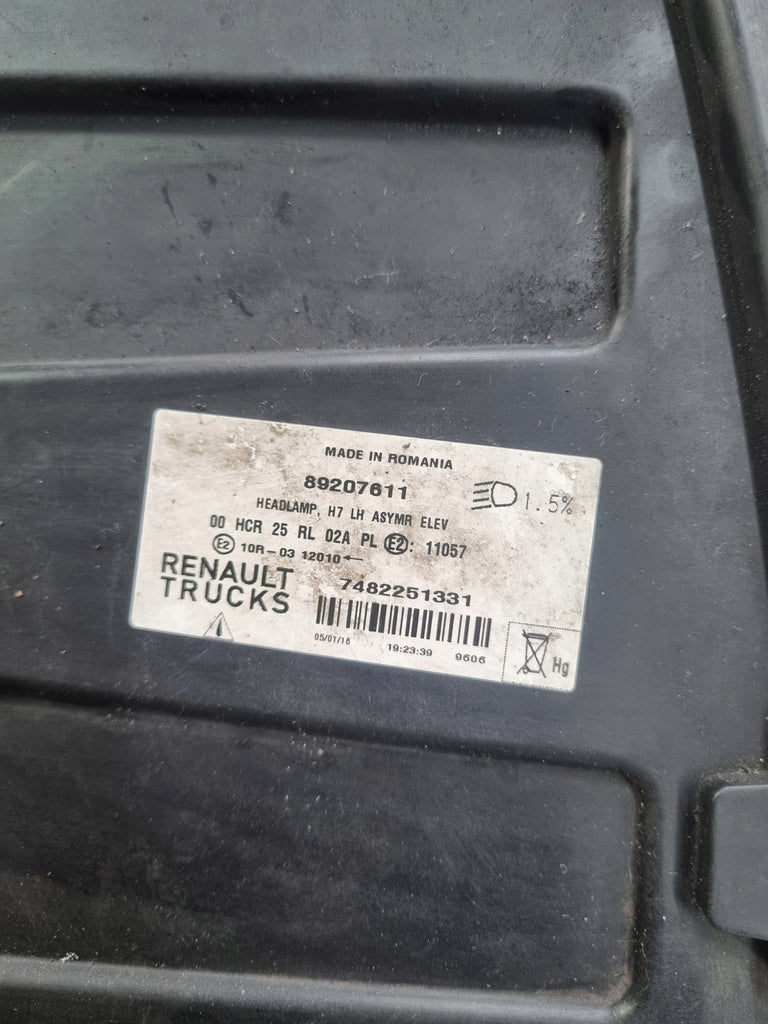 MADE IN ROMANIA
89207611
1.5%
HEADLAMP, H7 LH ASYMR ELEV
00 HCR 25 RL 02A PL E2: 11057
E2 10R-03 12010←
RENAULT
TRUCKS
7482251331
05/01/16 19:23:39 9606
Hg